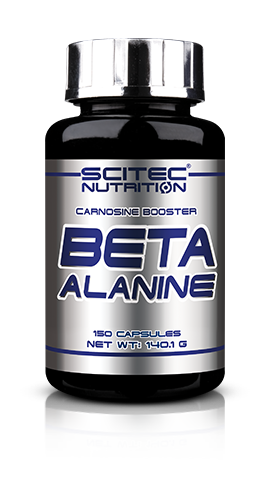 SCITEC®
NUTRITION
CARNOSINE BOOSTER
BETA
ALANINE
150 CAPSULES
NET WT: 140.1 G